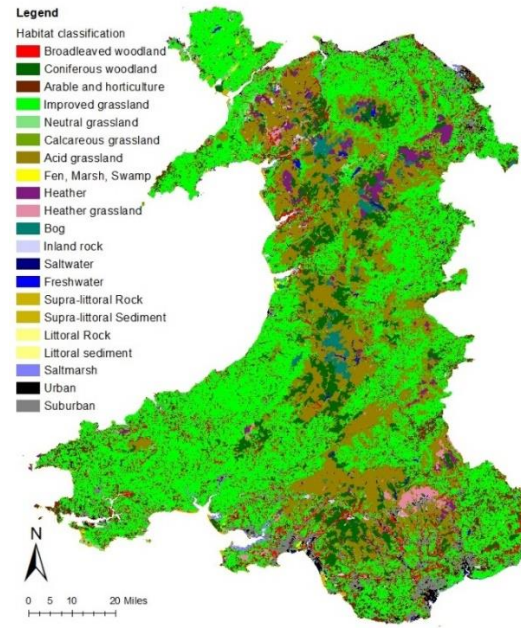 Legend
Habitat classification
Broadleaved woodland
Coniferous woodland
Arable and horticulture
Improved grassland
Neutral grassland
Calcareous grassland
Acid grassland
Fen, Marsh, Swamp
Heather
Heather grassland
Bog
Inland rock
Saltwater
Freshwater
Supra-littoral Rock
Supra-littoral Sediment
Littoral Rock
Littoral sediment
Saltmarsh
Urban
Suburban
N
0 5 10 20 Miles